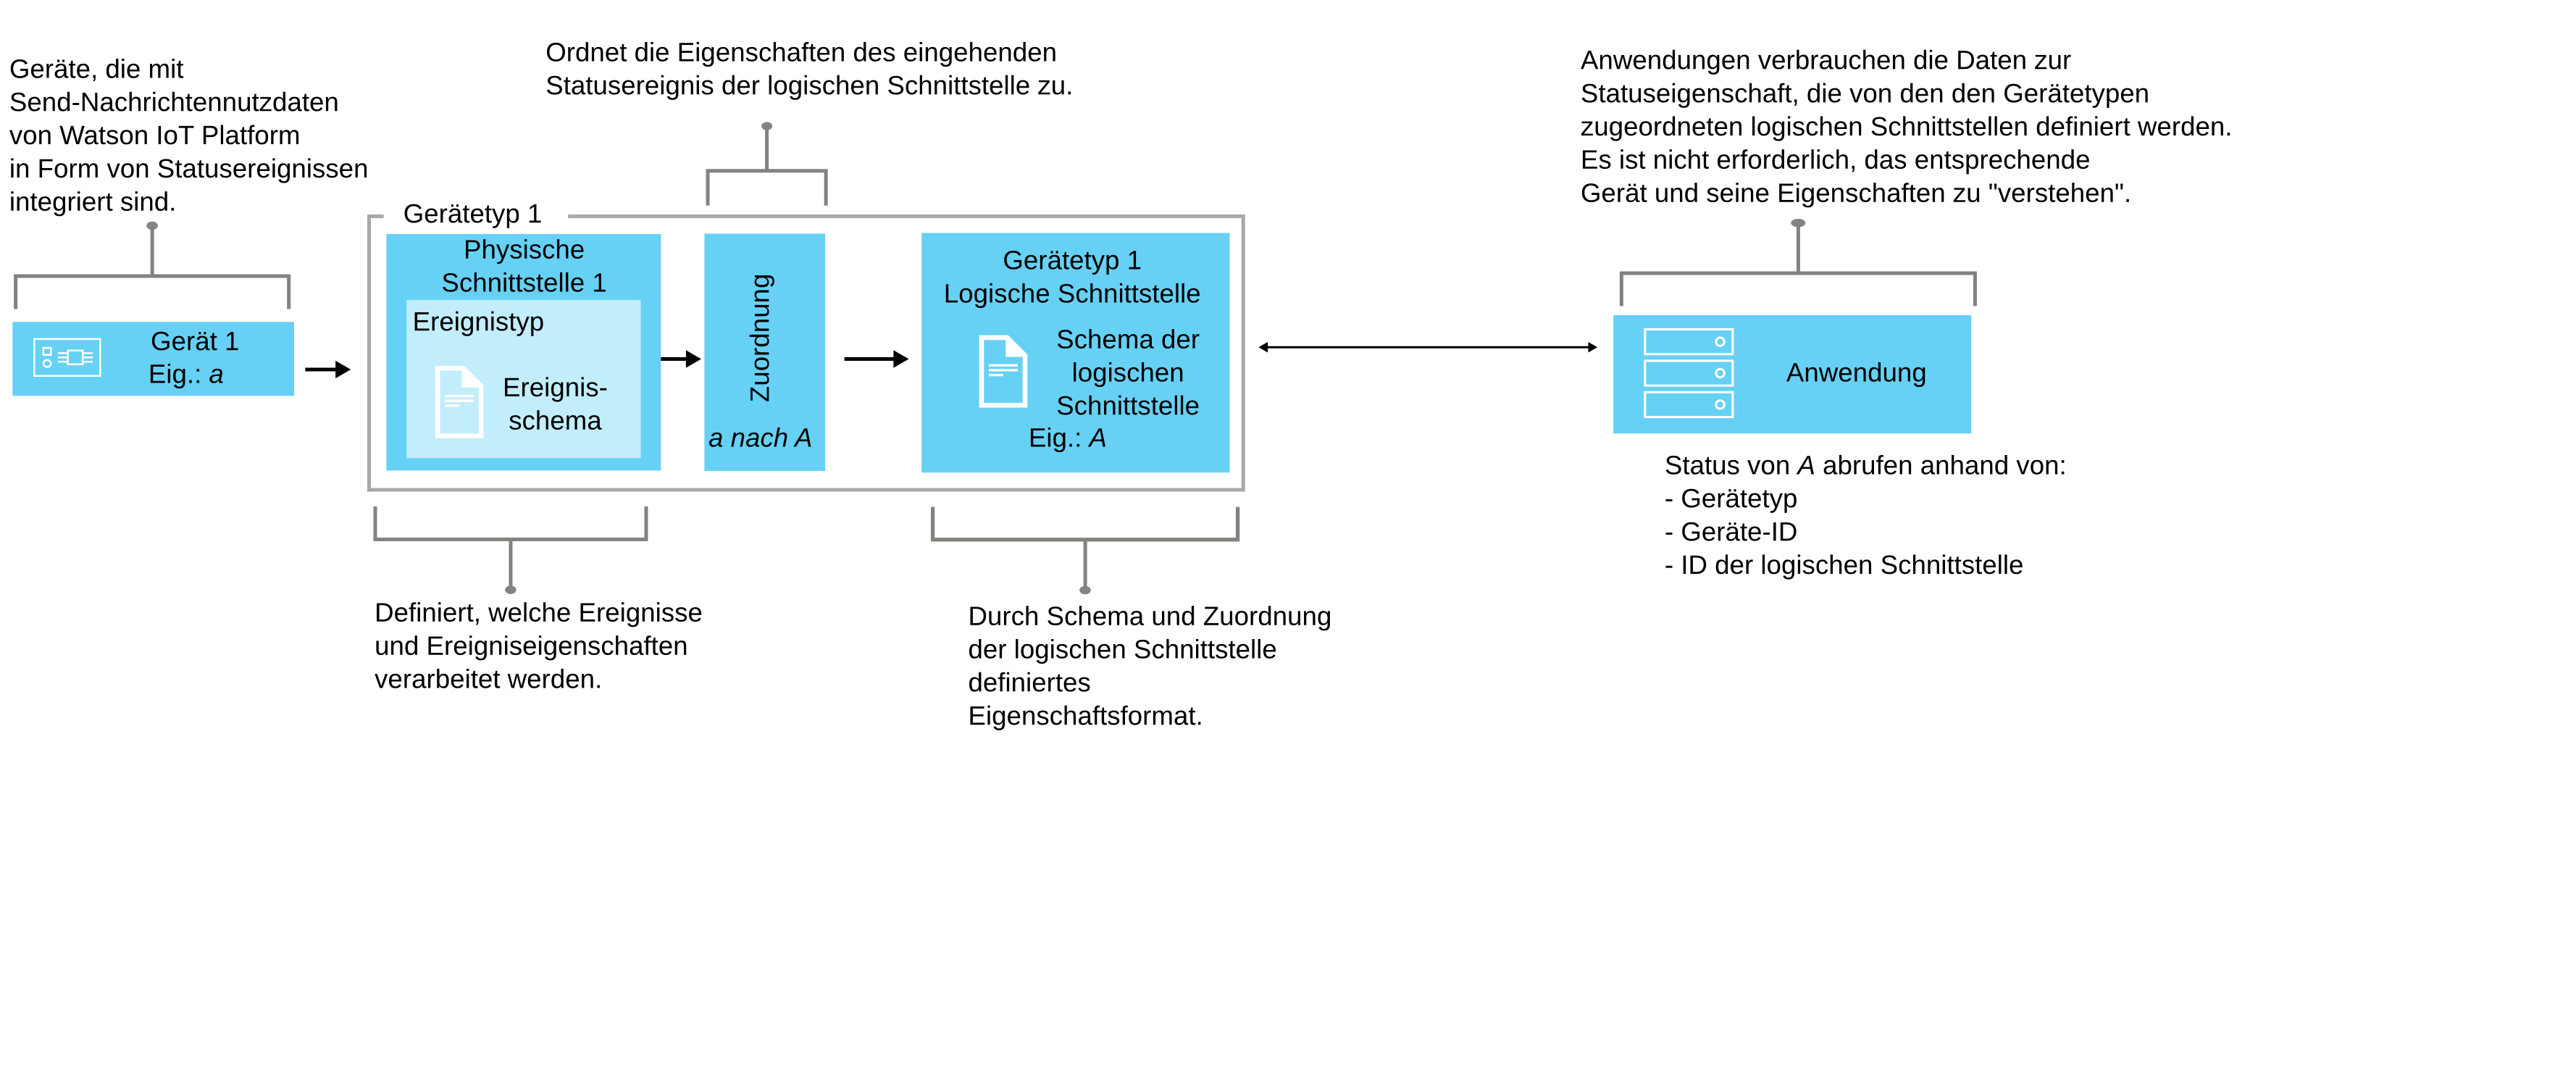 Geräte, die mit
Send-Nachrichtennutzdaten
von Watson IoT Platform
in Form von Statusereignissen
integriert sind.
Gerät 1
Eig.: a
Ordnet die Eigenschaften des eingehenden
Statusereignis der logischen Schnittstelle zu.
Gerätetyp 1
Physische
Schnittstelle 1
Ereignistyp
Ereignis-
schema
Zuordnung
a nach A
Gerätetyp 1
Logische Schnittstelle
Schema der
logischen
Schnittstelle
Eig.: A
Definiert, welche Ereignisse
und Ereigniseigenschaften
verarbeitet werden.
Durch Schema und Zuordnung
der logischen Schnittstelle
definiertes
Eigenschaftsformat.
Anwendungen verbrauchen die Daten zur
Statuseigenschaft, die von den den Gerätetypen
zugeordneten logischen Schnittstellen definiert werden.
Es ist nicht erforderlich, das entsprechende
Gerät und seine Eigenschaften zu "verstehen".
Anwendung
Status von A abrufen anhand von:
- Gerätetyp
- Geräte-ID
- ID der logischen Schnittstelle